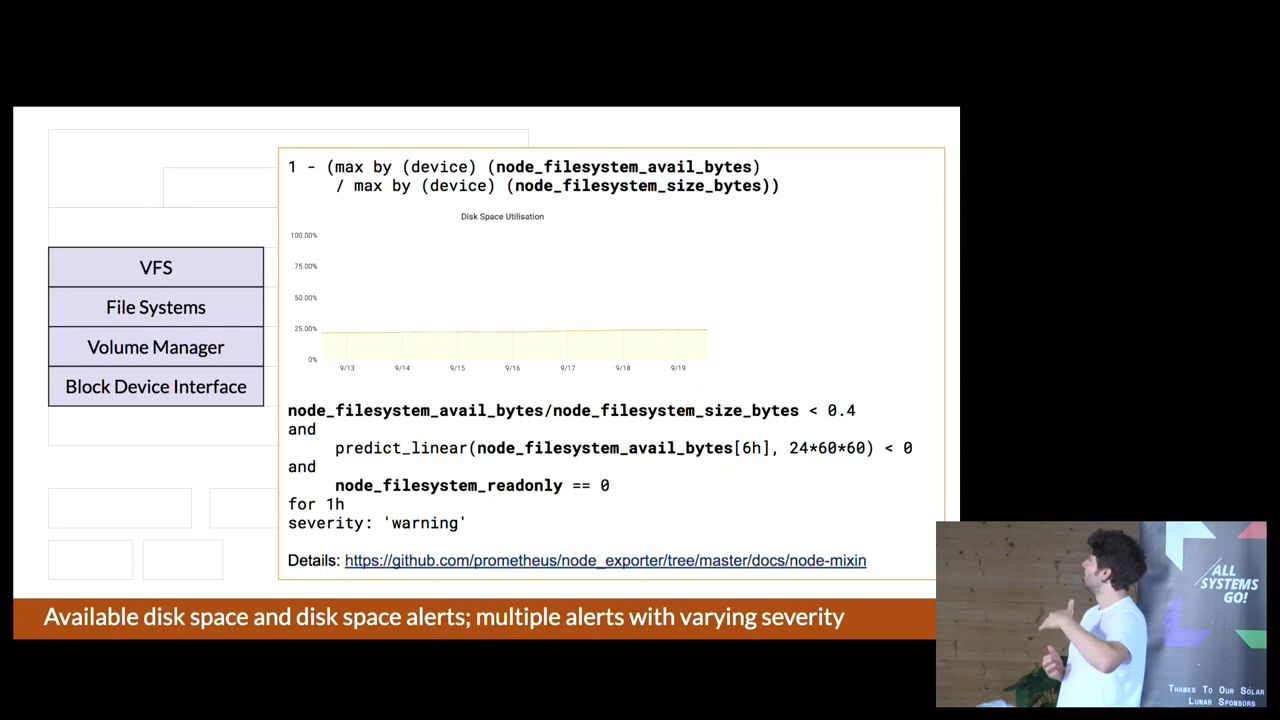 1 - (max by (device) (node_filesystem_avail_bytes)
/ max by (device) (node_filesystem_size_bytes))
Disk Space Utilisation
100.00%
75.00%
50.00%
25.00%
0%
9/13 9/14 9/15 9/16 9/17 9/18 9/19
VFS
File Systems
Volume Manager
Block Device Interface
node_filesystem_avail_bytes/node_filesystem_size_bytes < 0.4
and
predict_linear(node_filesystem_avail_bytes[6h], 24*60*60) < 0
and
node_filesystem_readonly == 0
for 1h
severity: 'warning'
Details: https://github.com/prometheus/node_exporter/tree/master/docs/node-mixin
Available disk space and disk space alerts; multiple alerts with varying severity
ALL
SYSTEMS
GO!
Thanks To Our Solar
Lunar Sponsors